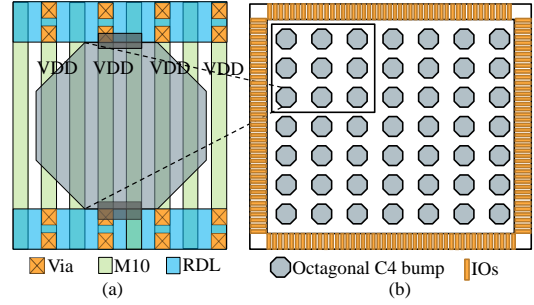 VDD VDD VDD VDD
Via M10 RDL Octagonal C4 bump IOs
(a) (b)